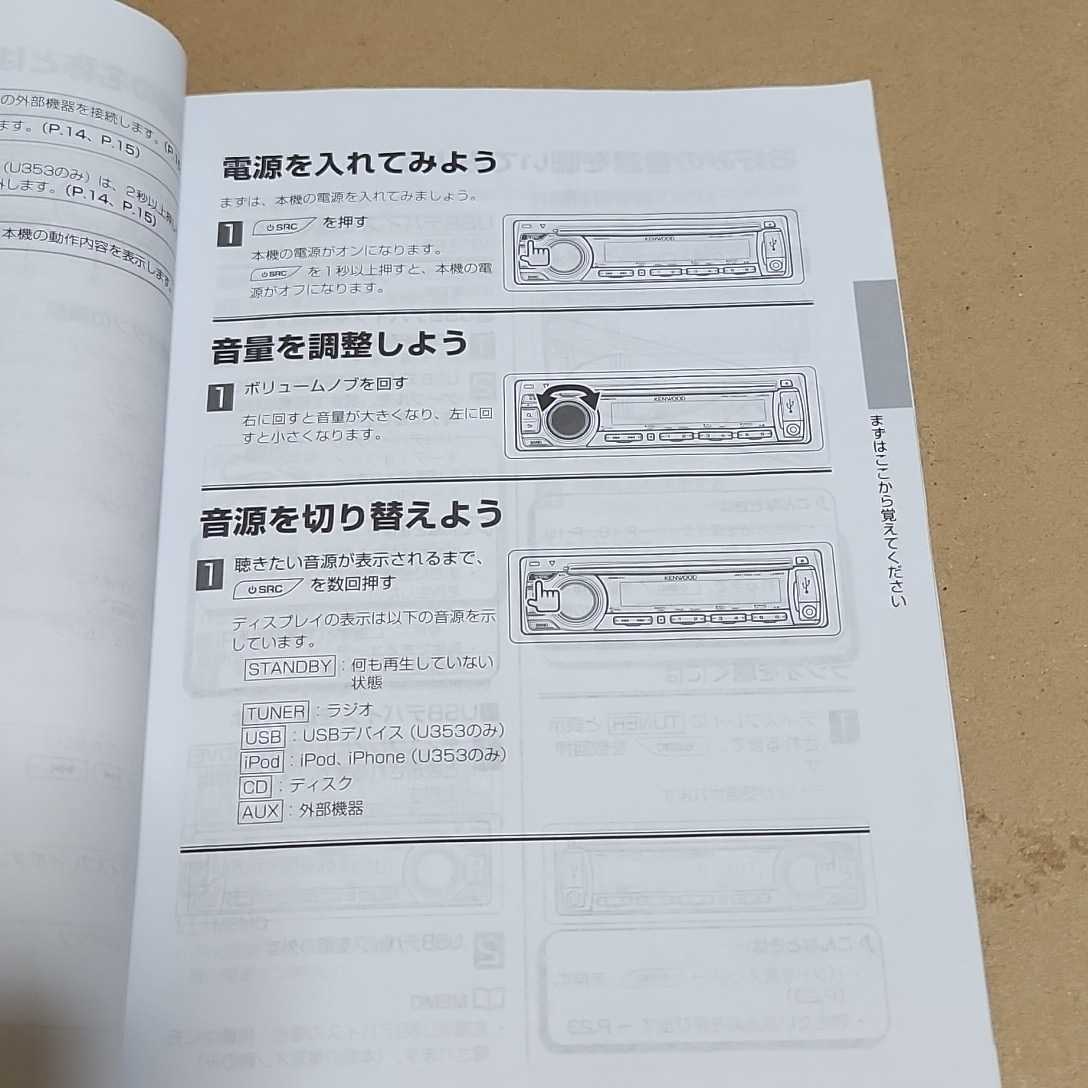 の外部機器を接続します。
ます。(P.14、P.15)
(U353のみ) は、2秒以上
します。(P.14、P.15)
本機の動作内容を表示します。
電源を入れてみよう
まずは、本機の電源を入れてみましょう。
1 SRC を押す
本機の電源がオンになります。
SRC を1秒以上押すと、本機の電
源がオフになります。
KENWOOD
音量を調整しよう
1 ボリュームノブを回す
右に回すと音量が大きくなり、左に回
すと小さくなります。
KENWOOD
音源を切り替えよう
1 聴きたい音源が表示されるまで、
SRC を数回押す
ディスプレイの表示は以下の音源を示
しています。
STANDBY : 何も再生していない
状態
TUNER : ラジオ
USB : USBデバイス (U353のみ)
iPod : iPod、iPhone (U353のみ)
CD : ディスク
AUX : 外部機器
KENWOOD
まずはここから覚えてください